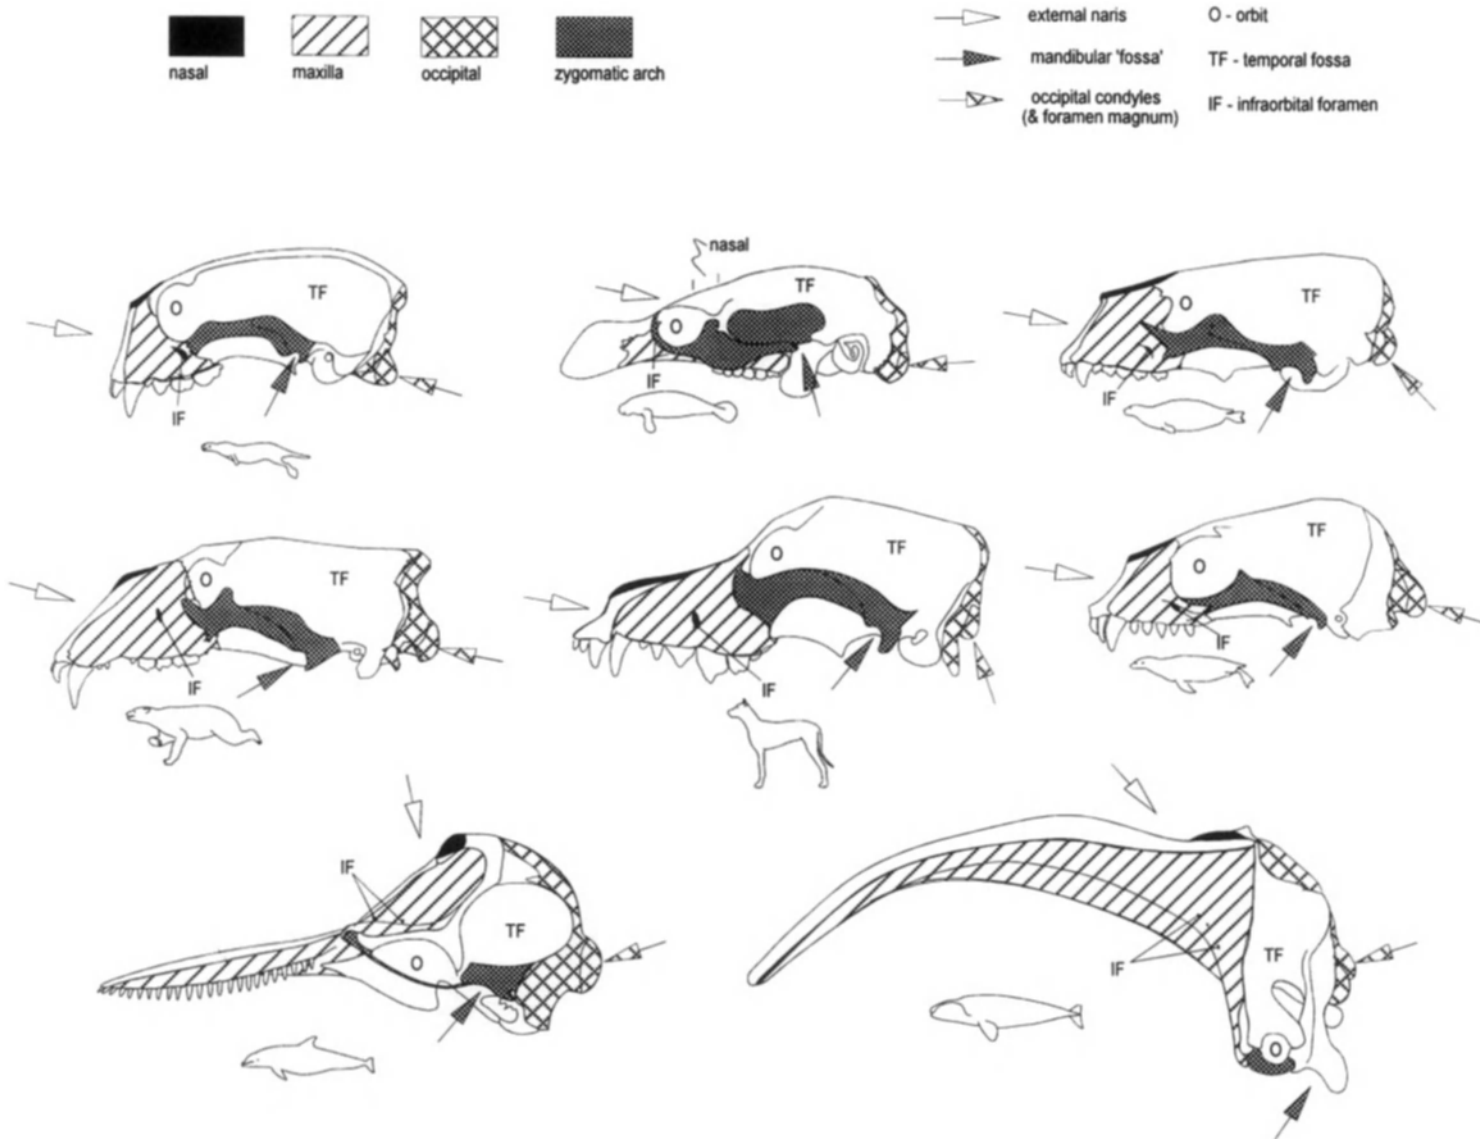 nasal
maxilla
occipital
zygomatic arch
external naris
mandibular 'fossa'
occipital condyles
(& foramen magnum)
O - orbit
TF - temporal fossa
IF - infraorbital foramen
O
TF
IF
nasal
O
TF
IF
O
TF
IF
O
TF
IF
O
TF
IF
O
TF
IF
IF
O
TF
IF
TF
O